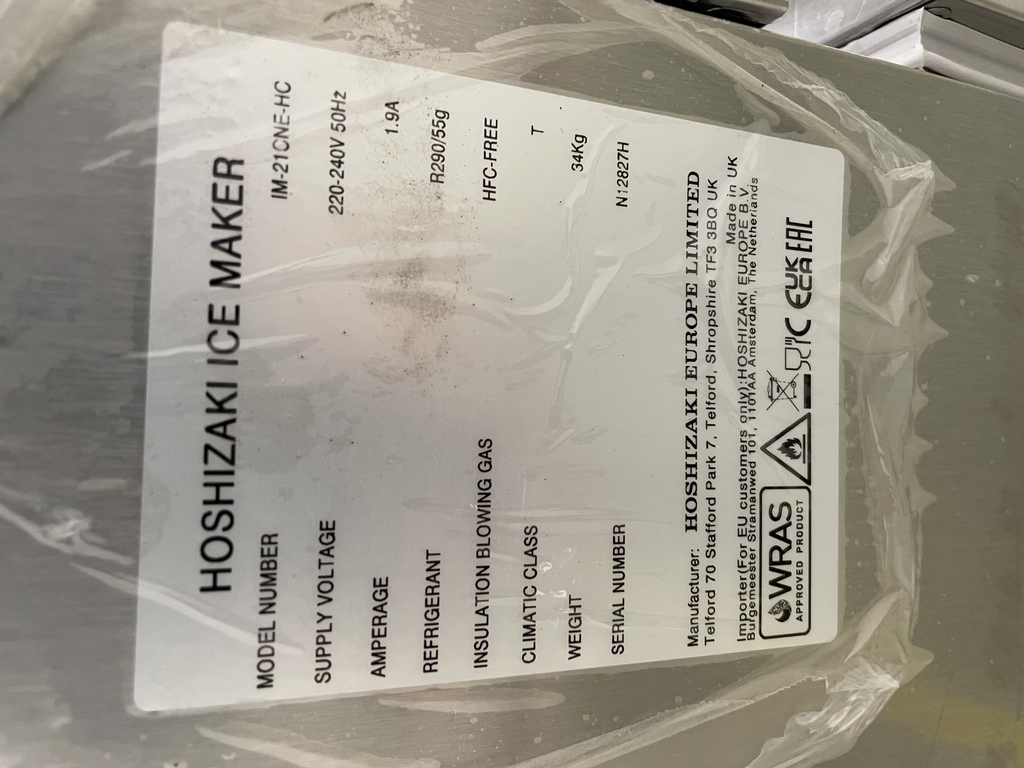 HOSHIZAKI ICE MAKER
MODEL NUMBER IM-21CNE-HC
SUPPLY VOLTAGE 220-240V 50Hz
AMPERAGE 1.9A
REFRIGERANT R290/55g
INSULATION BLOWING GAS HFC-FREE
CLIMATIC CLASS T
WEIGHT 34Kg
SERIAL NUMBER N12827H
Manufacturer: HOSHIZAKI EUROPE LIMITED
Telford 70 Stafford Park 7, Telford, Shropshire TF3 3BQ UK
Made in UK
Importer(For EU customers only):HOSHIZAKI EUROPE B.V.
Burgemeester Stramanweg 101, 1101AA Amsterdam, The Netherlands
WRAS
APPROVED PRODUCT
UK
CA
EAC